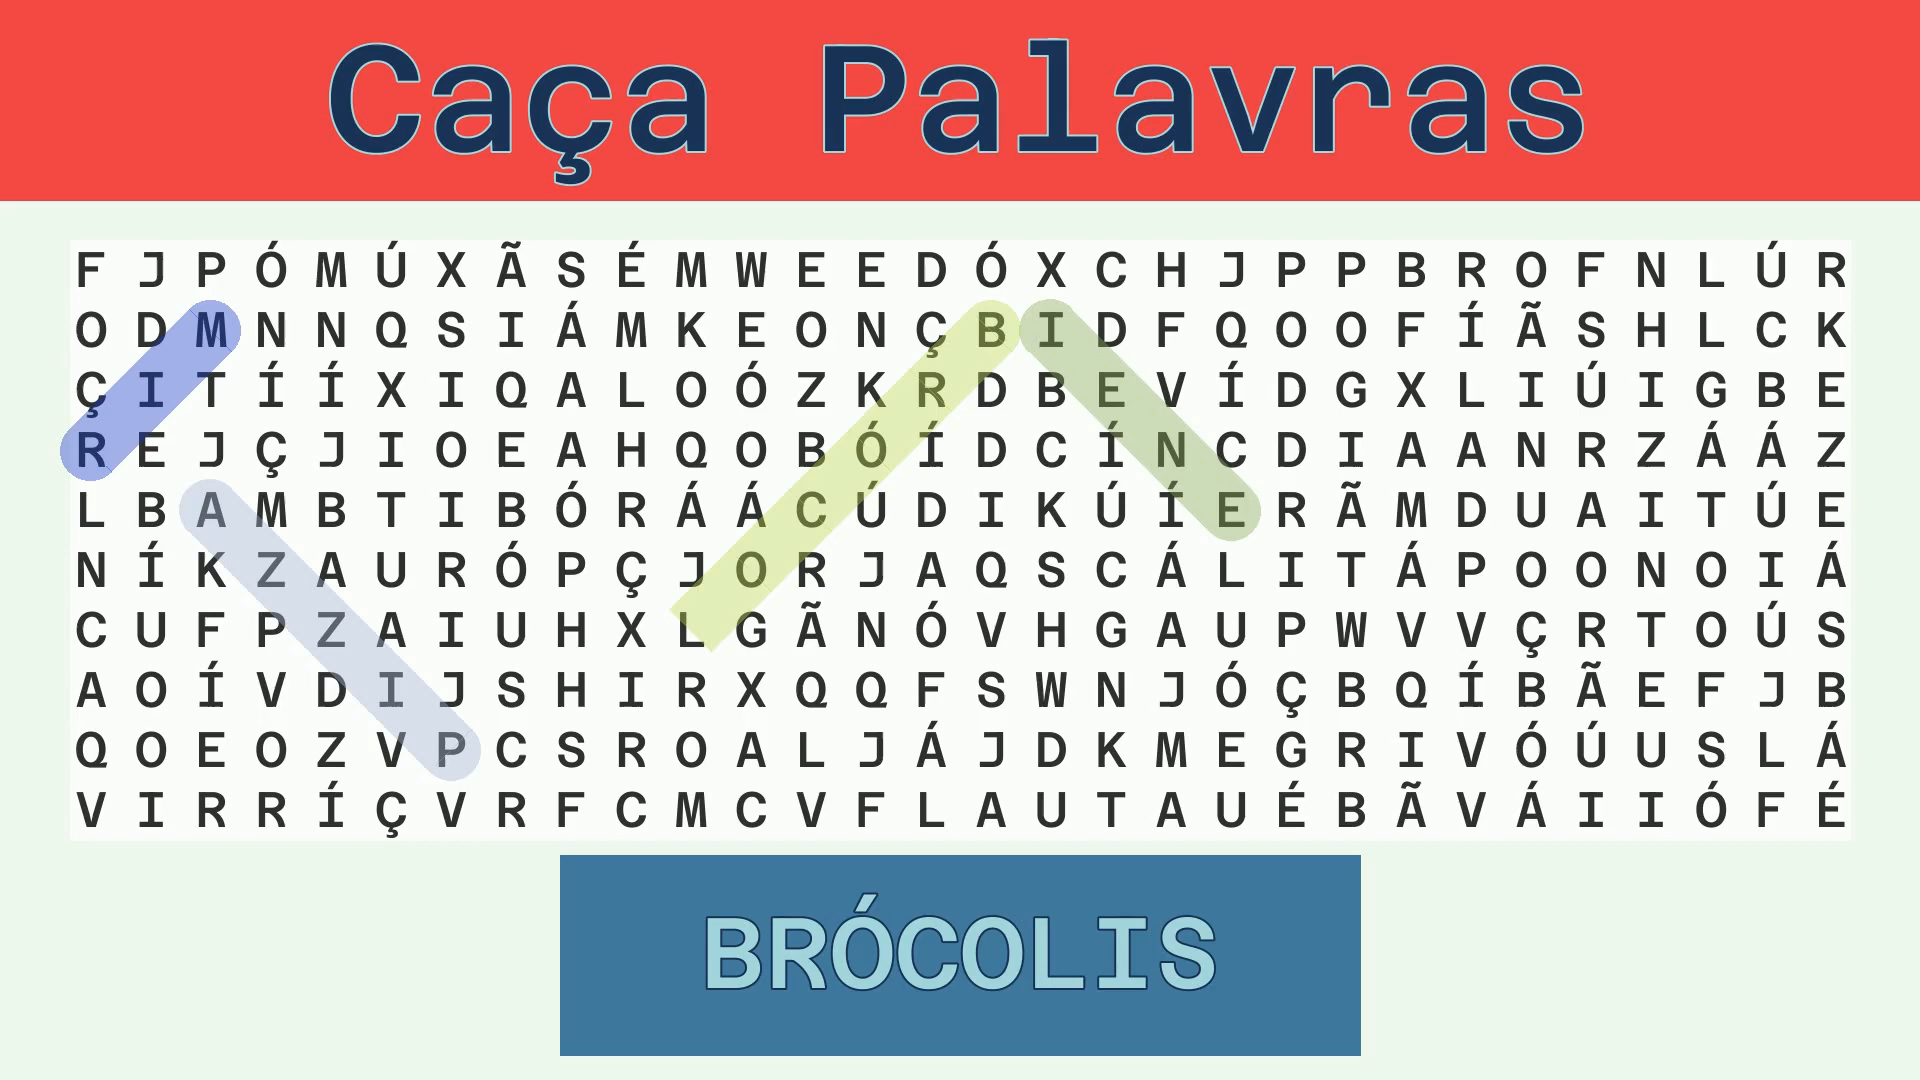 Caça Palavras
F J P Ó M Ú X Ã S É M W E E D Ó X C H J P P B R O F N L Ú R
O D M N N Q S I Á M K E O N Ç B I D F Q O O F Í Ã S H L C K
Ç I T Í Í X I Q A L O Ó Z K R D B E V Í D G X L I Ú I G B E
R E J Ç J I O E A H Q O B Ó Í D C Í N C D I A A N R Z Á Á Z
L B A M B T I B Ó R Á Á C Ú D I K Ú Í E R Ã M D U A I T Ú E
N Í K Z A U R Ó P Ç J O R J A Q S C Á L I T Á P O O N O I Á
C U F P Z A I U H X L G Ã N Ó V H G A U P W V V Ç R T O Ú S
A O Í V D I J S H I R X Q Q F S W N J Ó Ç B Q Í B Ã E F J B
Q O E O Z V P C S R O A L J Á J D K M E G R I V Ó Ú U S L Á
V I R R Í Ç V R F C M C V F L A U T A U É B Ã V Á I I Ó F É
BRÓCOLIS